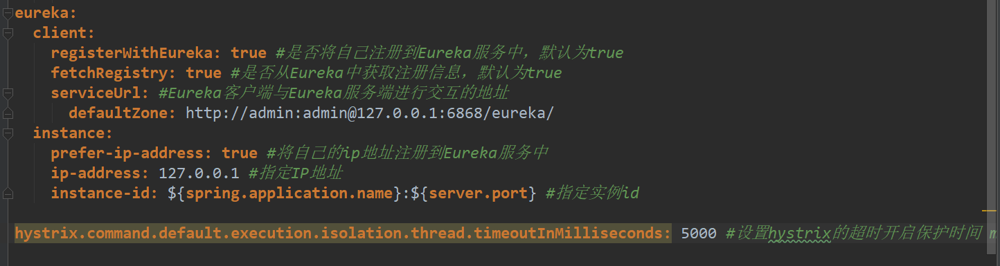 eureka:
client:
registerWithEureka: true #是否将自己注册到Eureka服务中，默认为true
fetchRegistry: true #是否从Eureka中获取注册信息，默认为true
serviceUrl: #Eureka客户端与Eureka服务端进行交互的地址
defaultZone: http://admin:admin@127.0.0.1:6868/eureka/
instance:
prefer-ip-address: true #将自己的ip地址注册到Eureka服务中
ip-address: 127.0.0.1 #指定IP地址
instance-id: ${spring.application.name}:${server.port} #指定实例id
hystrix.command.default.execution.isolation.thread.timeoutInMilliseconds: 5000 #设置hystrix的超时开启保护时间